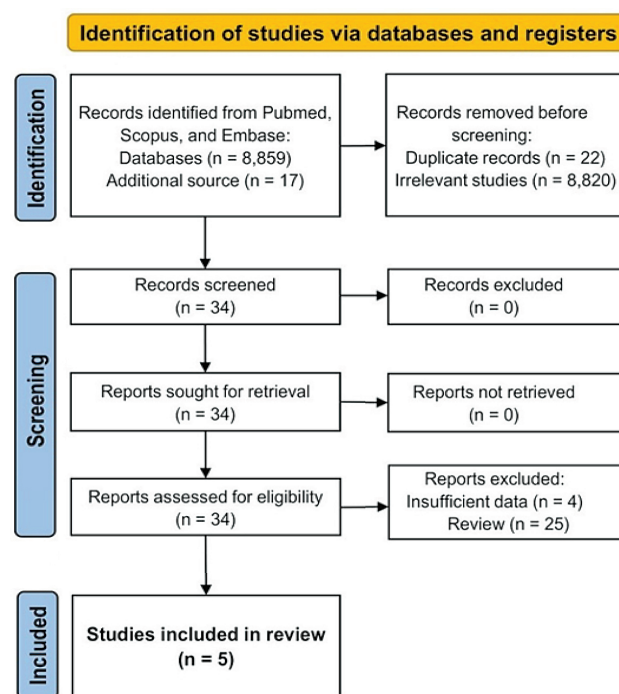 Identification of studies via databases and registers
Identification
Records identified from Pubmed,
Scopus, and Embase:
Databases (n = 8,859)
Additional source (n = 17)
Records removed before
screening:
Duplicate records (n = 22)
Irrelevant studies (n = 8,820)
Screening
Records screened
(n = 34)
Records excluded
(n = 0)
Reports sought for retrieval
(n = 34)
Reports not retrieved
(n = 0)
Reports assessed for eligibility
(n = 34)
Reports excluded:
Insufficient data (n = 4)
Review (n = 25)
Included
Studies included in review
(n = 5)